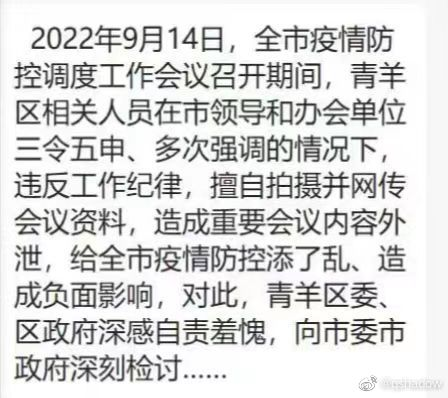 2022年9月14日，全市疫情防
控调度工作会议召开期间，青羊
区相关人员在市领导和办会单位
三令五申、多次强调的情况下，
违反工作纪律，擅自拍摄并网传
会议资料，造成重要会议内容外
泄，给全市疫情防控添了乱、造
成负面影响，对此，青羊区委、
区政府深感自责羞愧，向市委市
政府深刻检讨......
@qshadow